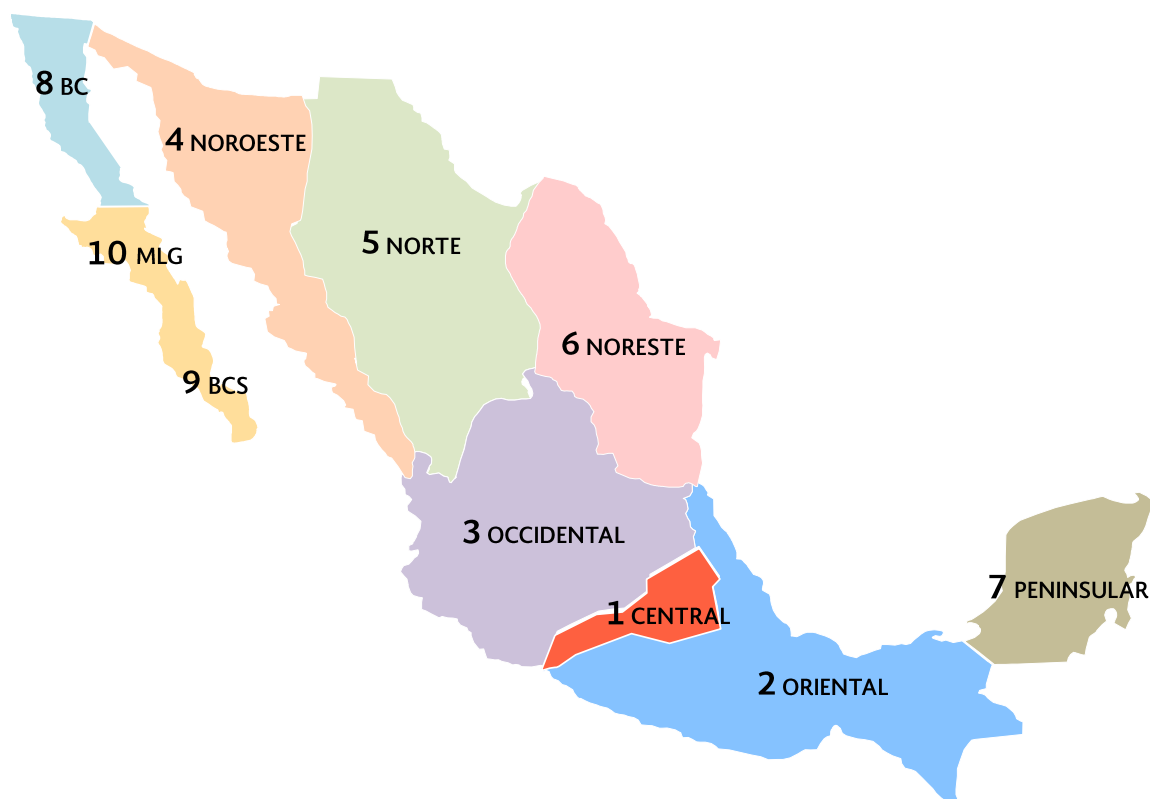 8 BC
4 NOROESTE
5 NORTE
10 MLG
6 NORESTE
9 BCS
3 OCCIDENTAL
7 PENINSULAR
1 CENTRAL
2 ORIENTAL